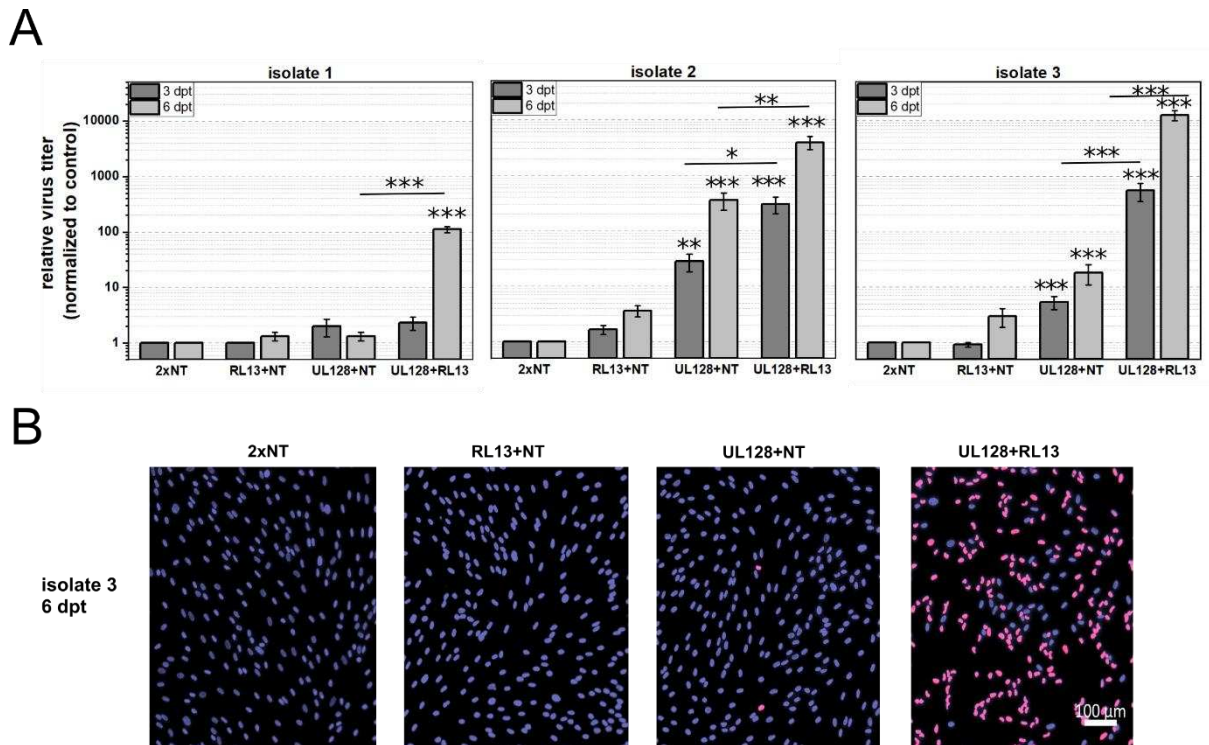 A
isolate 1
isolate 2
isolate 3
3 dpt
6 dpt
3 dpt
6 dpt
3 dpt
6 dpt
relative virus titer
(normalized to control)
10000
1000
100
10
1
***
***
**
***
*
***
***
**
***
***
***
***
***
***
2xNT RL13+NT UL128+NT UL128+RL13
2xNT RL13+NT UL128+NT UL128+RL13
2xNT RL13+NT UL128+NT UL128+RL13
B
2xNT
RL13+NT
UL128+NT
UL128+RL13
isolate 3
6 dpt
100 µm